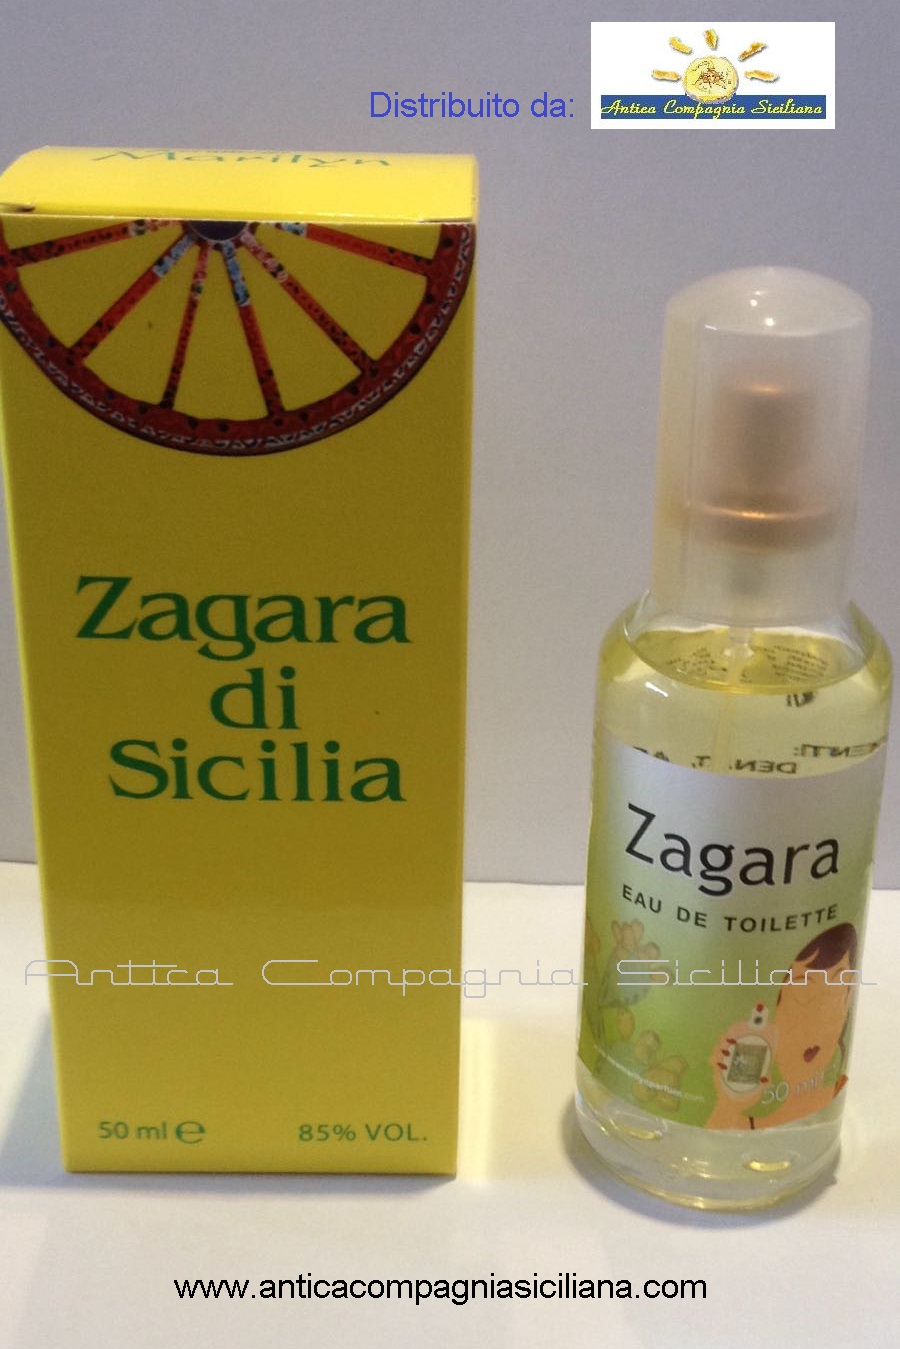 Distribuito da:
Antica Compagnia Siciliana
Marilyn
Zagara
di
Sicilia
50 ml e
85% VOL.
Zagara
EAU DE TOILETTE
50 ml
Antica Compagnia Siciliana
www.anticacompagniasiciliana.com